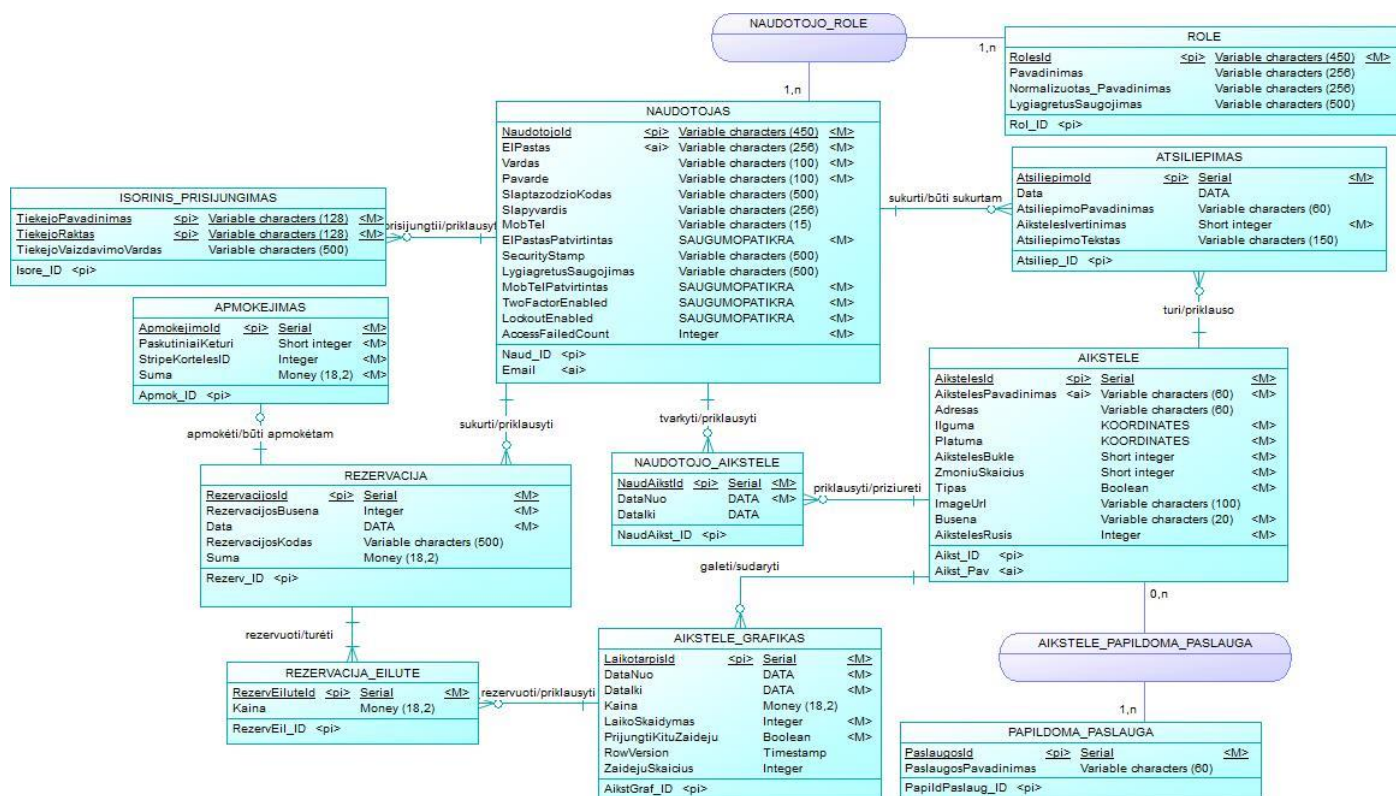 NAUDOTOJO_ROLE
1,n
1,n
ROLE
RolesId <pi> Variable characters (450) <M>
Pavadinimas Variable characters (256)
Normalizuotas_Pavadinimas Variable characters (256)
LygiagretusSaugojimas Variable characters (500)
Rol_ID <pi>
NAUDOTOJAS
NaudotojoId <pi> Variable characters (450) <M>
ElPastas <ai> Variable characters (256) <M>
Vardas Variable characters (100) <M>
Pavarde Variable characters (100) <M>
SlaptazodzioKodas Variable characters (500)
Slapyvardis Variable characters (256)
MobTel Variable characters (15)
ElPastasPatvirtintas SAUGUMOPATIKRA <M>
SecurityStamp Variable characters (500)
LygiagretusSaugojimas Variable characters (500)
MobTelPatvirtintas SAUGUMOPATIKRA <M>
TwoFactorEnabled SAUGUMOPATIKRA <M>
LockoutEnabled SAUGUMOPATIKRA <M>
AccessFailedCount Integer <M>
Naud_ID <pi>
Email <ai>
sukurti/būti sukurtam
ATSILIEPIMAS
AtsiliepimoId <pi> Serial <M>
Data DATA
AtsiliepimoPavadinimas Variable characters (60)
AikstelesIvertinimas Short integer <M>
AtsiliepimoTekstas Variable characters (150)
Atsiliep_ID <pi>
ISORINIS_PRISIJUNGIMAS
TiekejoPavadinimas <pi> Variable characters (128) <M>
TiekejoRaktas <pi> Variable characters (128) <M>
TiekejoVaizdavimoVardas Variable characters (500)
Isore_ID <pi>
prisijungtii/priklausyt
APMOKEJIMAS
ApmokejimoId <pi> Serial <M>
PaskutiniaiKeturi Short integer <M>
StripeKortelesID Integer <M>
Suma Money (18,2) <M>
Apmok_ID <pi>
turi/priklauso
apmokėti/būti apmokėtam
sukurti/priklausyti
tvarkyti/priklausyti
AIKSTELE
AikstelesId <pi> Serial <M>
AikstelesPavadinimas <ai> Variable characters (60) <M>
Adresas Variable characters (60)
Ilguma KOORDINATES <M>
Platuma KOORDINATES <M>
AikstelesBukle Short integer <M>
ZmoniuSkaicius Short integer <M>
Tipas Boolean <M>
ImageUrl Variable characters (100)
Busena Variable characters (20) <M>
AikstelesRusis Integer <M>
Aikst_ID <pi>
Aikst_Pav <ai>
REZERVACIJA
RezervacijosId <pi> Serial <M>
RezervacijosBusena Integer <M>
Data DATA <M>
RezervacijosKodas Variable characters (500)
Suma Money (18,2)
Rezerv_ID <pi>
NAUDOTOJO_AIKSTELE
NaudAikstId <pi> Serial <M>
DataNuo DATA <M>
DataIki DATA
NaudAikst_ID <pi>
priklausyti/priziureti
galeti/sudaryti
0,n
rezervuoti/turėti
AIKSTELE_PAPILDOMA_PASLAUGA
REZERVACIJA_EILUTE
RezervEiluteId <pi> Serial <M>
Kaina Money (18,2)
RezervEil_ID <pi>
rezervuoti/priklausyti
AIKSTELE_GRAFIKAS
LaikotarpisId <pi> Serial <M>
DataNuo DATA <M>
DataIki DATA <M>
Kaina Money (18,2)
LaikoSkaidymas Integer <M>
PrijungtiKituZaideju Boolean <M>
RowVersion Timestamp
ZaidejuSkaicius Integer
AikstGraf_ID <pi>
1,n
PAPILDOMA_PASLAUGA
PaslaugosId <pi> Serial <M>
PaslaugosPavadinimas Variable characters (60)
PapildPaslaug_ID <pi>